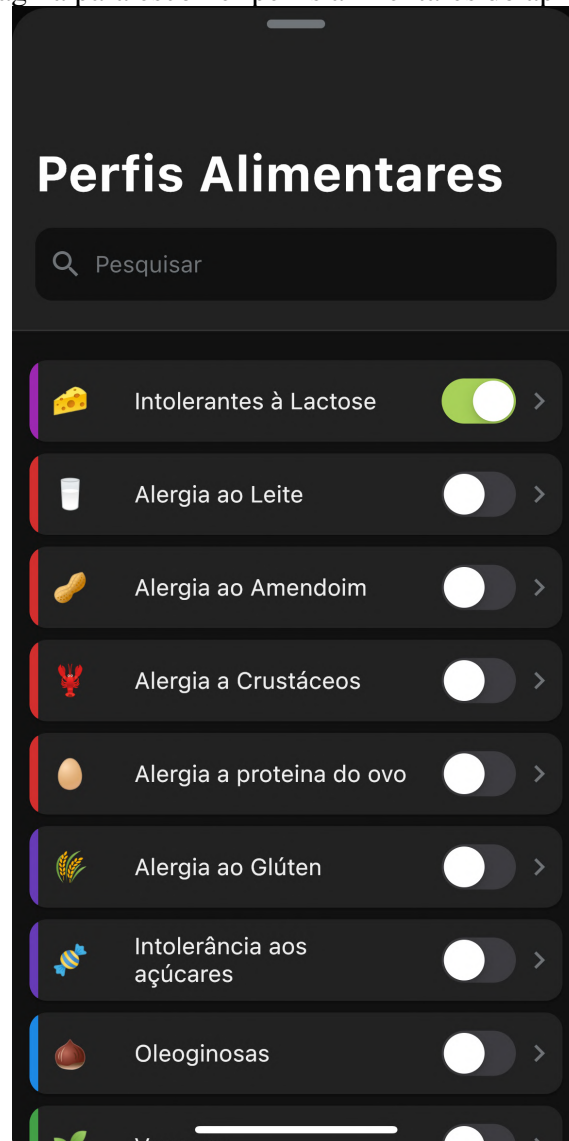 Perfis Alimentares
Pesquisar
Intolerantes à Lactose
Alergia ao Leite
Alergia ao Amendoim
Alergia a Crustáceos
Alergia a proteina do ovo
Alergia ao Glúten
Intolerância aos
açúcares
Oleoginosas